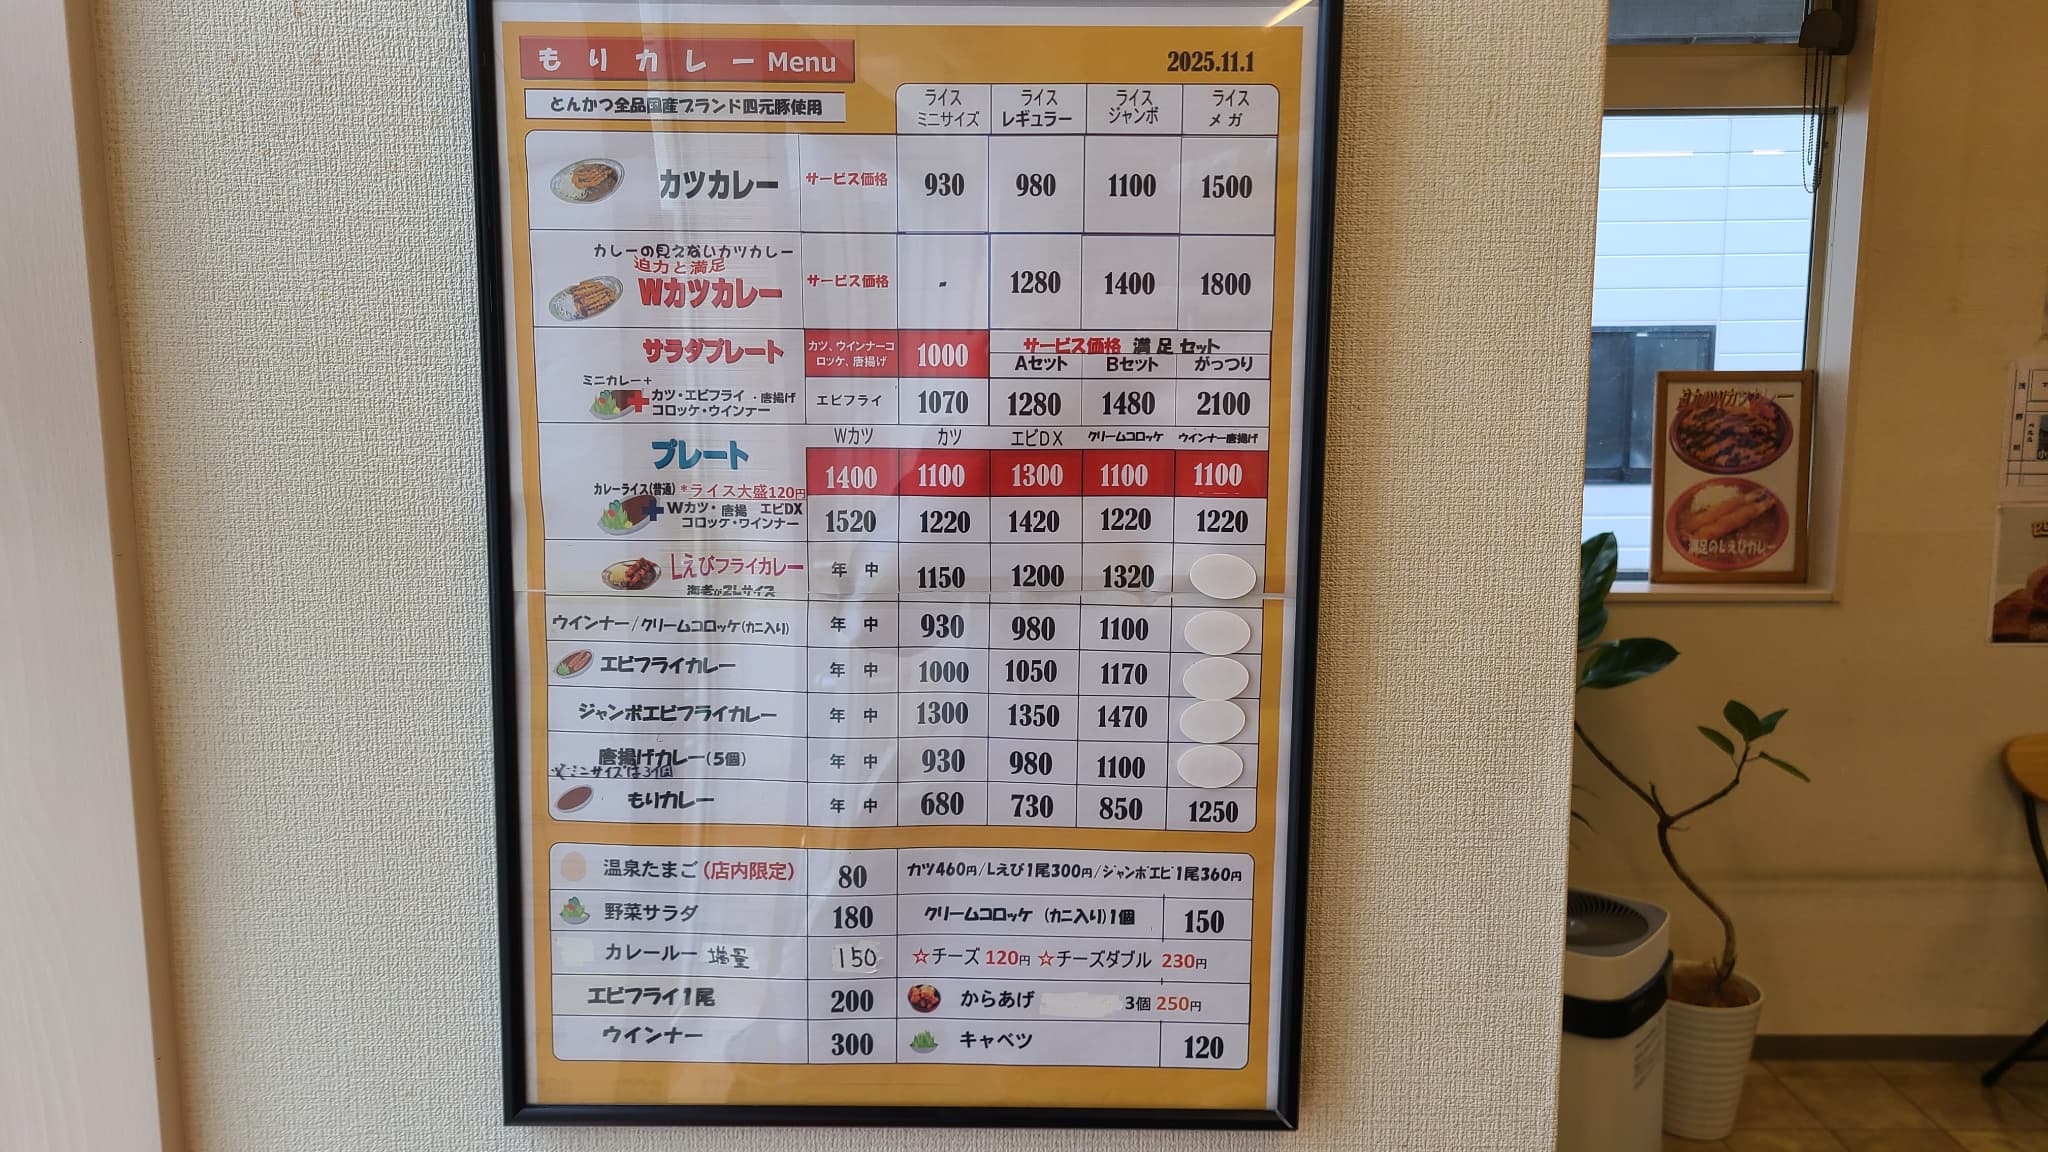 もりカレー Menu
2025.11.1
とんかつ全品国産ブランド四元豚使用
ライス ミニサイズ ライス レギュラー ライス ジャンボ ライス メガ
カツカレー サービス価格 930 980 1100 1500
カレーの見えないカツカレー
迫力と満足
Wカツカレー サービス価格 - 1280 1400 1800
サラダプレート カツ、ウインナーコロッケ、唐揚げ 1000 サービス価格 満足セット
Aセット Bセット がっつり
ミニカレー+
カツ・エビフライ・唐揚げ
コロッケ・ウインナー
エビフライ 1070 1280 1480 2100
Wカツ カツ エビDX クリームコロッケ ウインナー唐揚げ
プレート 1400 1100 1300 1100 1100
カレーライス(普通) *ライス大盛120円
Wカツ・唐揚 エビDX
コロッケ・ウインナー
1520 1220 1420 1220 1220
Lえびフライカレー 年中 1150 1200 1320
海老が2Lサイズ
ウインナー/クリームコロッケ(カニ入り) 年中 930 980 1100
エビフライカレー 年中 1000 1050 1170
ジャンボエビフライカレー 年中 1300 1350 1470
唐揚げカレー(5個) 年中 930 980 1100
※ミニサイズは3個
もりカレー 年中 680 730 850 1250
温泉たまご(店内限定) 80 カツ460円/Lえび1尾300円/ジャンボエビ1尾360円
野菜サラダ 180 クリームコロッケ (カニ入り)1個 150
カレールー 増量 150 ☆チーズ 120円 ☆チーズダブル 230円
エビフライ1尾 200 からあげ 3個 250円
ウインナー 300 キャベツ 120
満足のLえびカレー